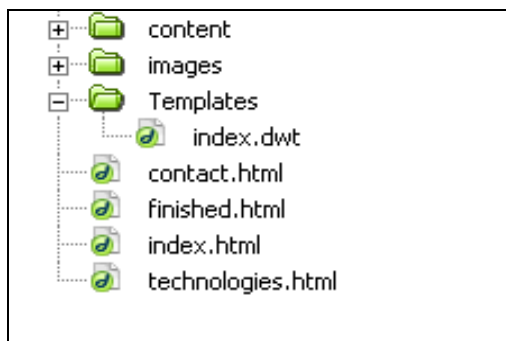 content
images
Templates
index.dwt
contact.html
finished.html
index.html
technologies.html